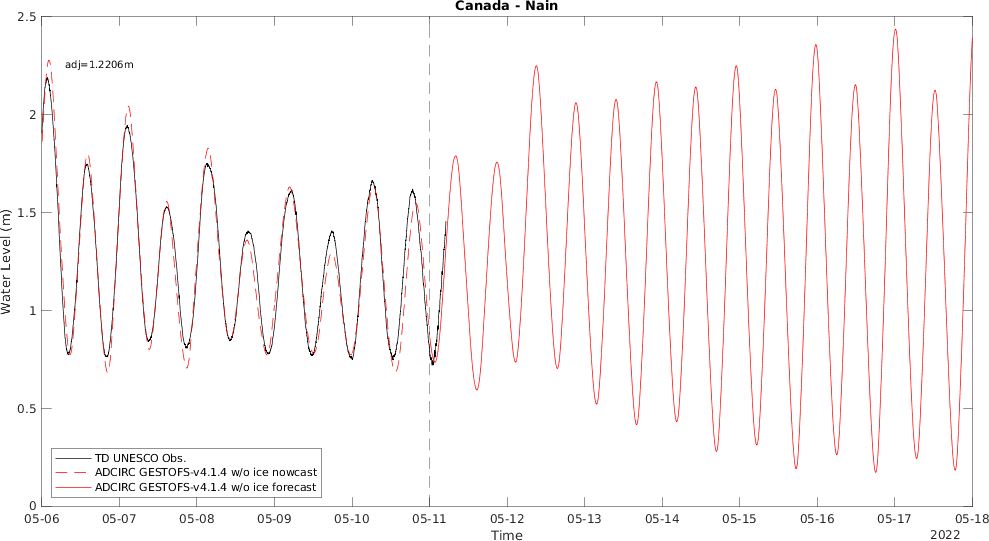 Canada - Nain
2.5
adj=1.2206m
2
1.5
Water Level (m)
1
0.5
TD UNESCO Obs.
ADCIRC GESTOFS-v4.1.4 w/o ice nowcast
ADCIRC GESTOFS-v4.1.4 w/o ice forecast
0
05-06 05-07 05-08 05-09 05-10 05-11 05-12 05-13 05-14 05-15 05-16 05-17 05-18
Time
2022